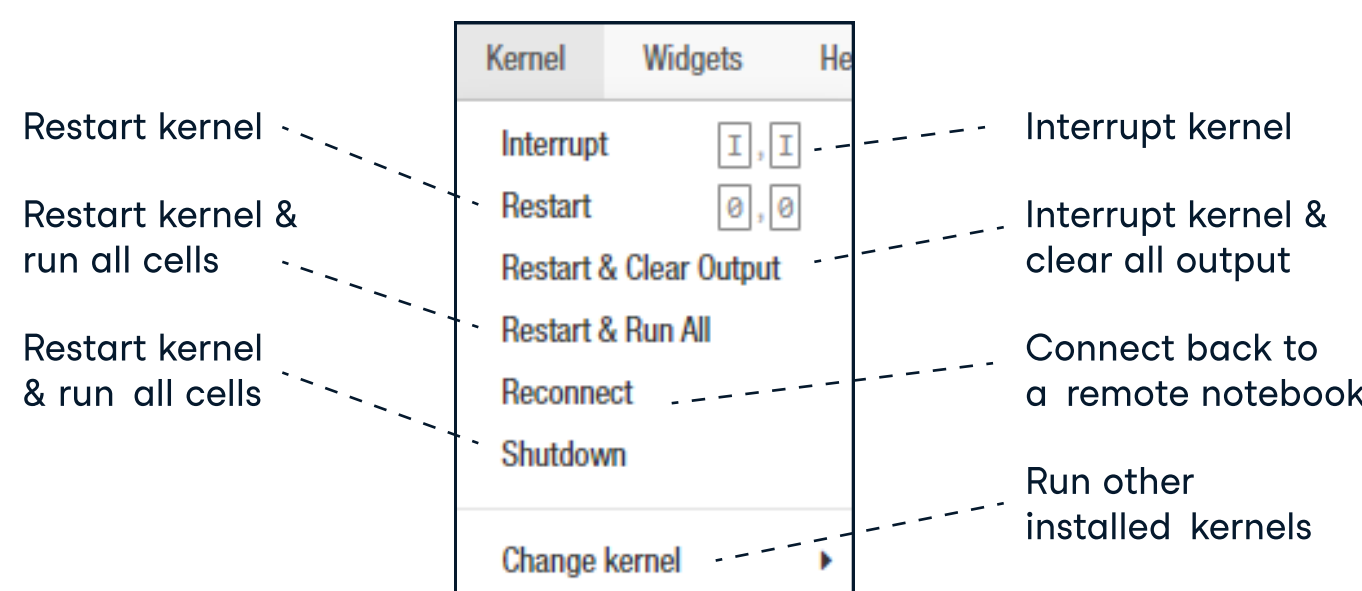 Kernel Widgets He
Restart kernel
Restart kernel &
run all cells
Restart kernel
& run all cells
Interrupt I , I
Restart 0 , 0
Restart & Clear Output
Restart & Run All
Reconnect
Shutdown
Change kernel
Interrupt kernel
Interrupt kernel &
clear all output
Connect back to
a remote notebook
Run other
installed kernels